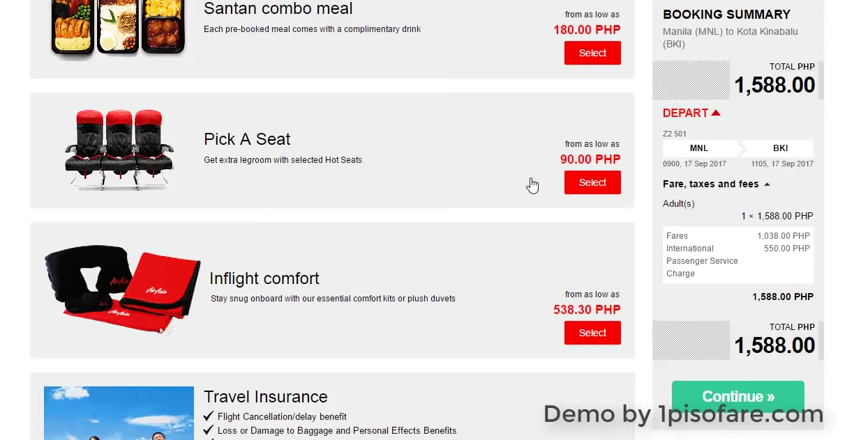 Santan combo meal
Each pre-booked meal comes with a complimentary drink
from as low as
180.00 PHP
Select
Pick A Seat
Get extra legroom with selected Hot Seats
from as low as
90.00 PHP
Select
Inflight comfort
Stay snug onboard with our essential comfort kits or plush duvets
from as low as
538.30 PHP
Select
Travel Insurance
Flight Cancellation/delay benefit
Loss or Damage to Baggage and Personal Effects Benefits
BOOKING SUMMARY
Manila (MNL) to Kota Kinabalu
(BKI)
TOTAL PHP
1,588.00
DEPART
Z2 501
MNL BKI
0900, 17 Sep 2017 1105, 17 Sep 2017
Fare, taxes and fees
Adult(s)
1 × 1,588.00 PHP
Fares 1,038.00 PHP
International 550.00 PHP
Passenger Service
Charge
1,588.00 PHP
TOTAL PHP
1,588.00
Continue »
Demo by 1pisofare.com